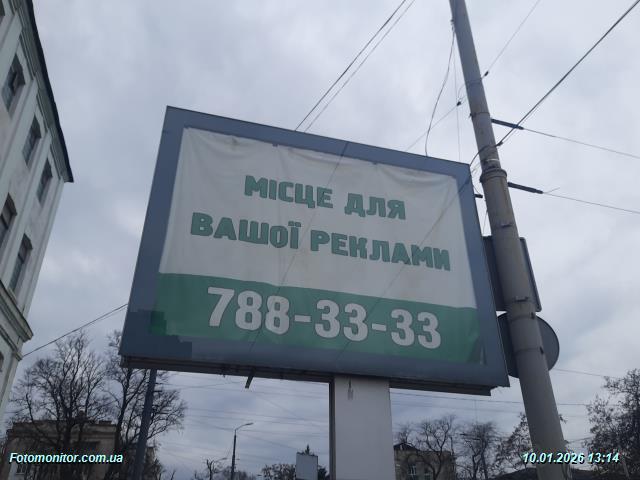 МІСЦЕ ДЛЯ
ВАШОЇ РЕКЛАМИ
788-33-33
Fotomonitor.com.ua
10.01.2026 13:14